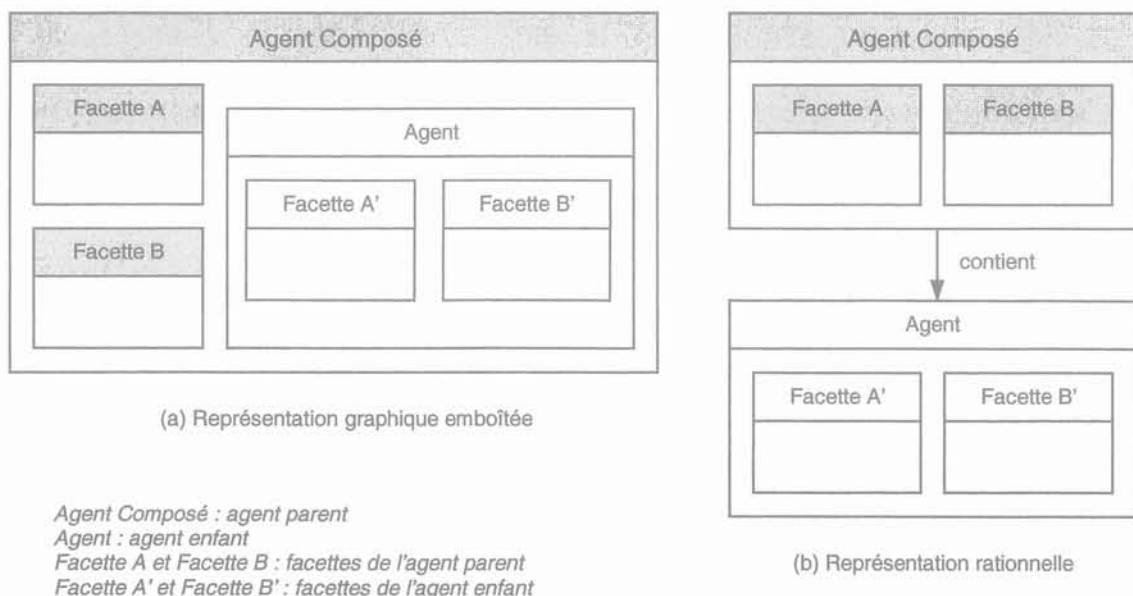 Agent Composé
Facette A
Facette B
Agent
Facette A'
Facette B'
(a) Représentation graphique emboîtée
Agent Composé : agent parent
Agent : agent enfant
Facette A et Facette B : facettes de l'agent parent
Facette A' et Facette B' : facettes de l'agent enfant
Agent Composé
Facette A
Facette B
contient
Agent
Facette A'
Facette B'
(b) Représentation rationnelle